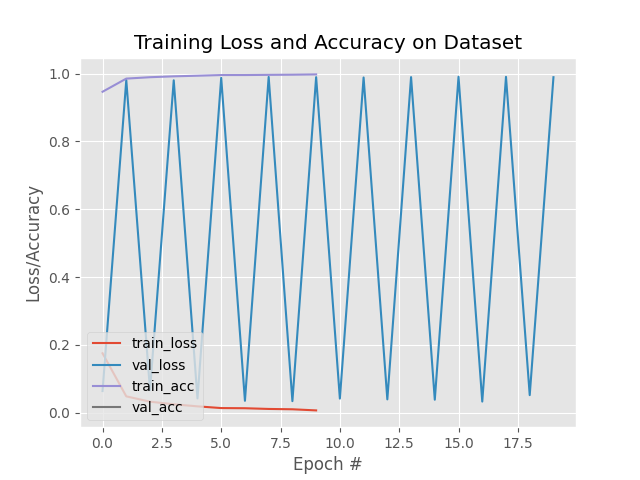 Training Loss and Accuracy on Dataset
Loss/Accuracy
1.0
0.8
0.6
0.4
0.2
0.0
train_loss
val_loss
train_acc
val_acc
0.0 2.5 5.0 7.5 10.0 12.5 15.0 17.5
Epoch #